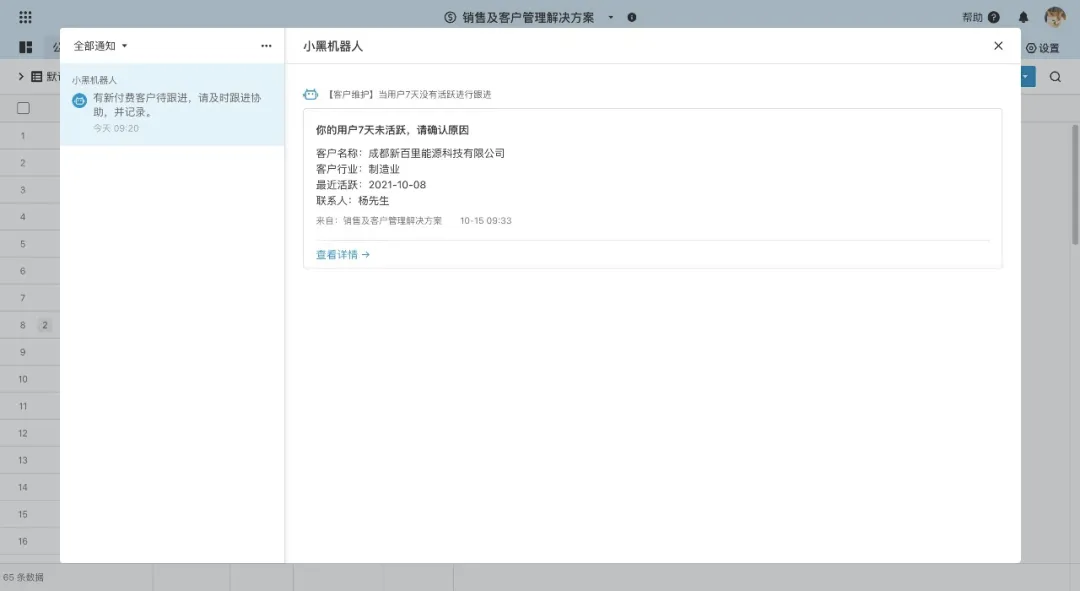 销售及客户管理解决方案
帮助
全部通知
小黑机器人
设置
小黑机器人
有新付费客户待跟进，请及时跟进协
助，并记录。
今天 09:20
【客户维护】当用户7天没有活跃进行跟进
你的用户7天未活跃，请确认原因
客户名称：成都新百里能源科技有限公司
客户行业：制造业
最近活跃：2021-10-08
联系人：杨先生
来自：销售及客户管理解决方案 10-15 09:33
查看详情 →
1
2
3
4
5
6
7
8 2
9
10
11
12
13
14
15
16
65 条数据